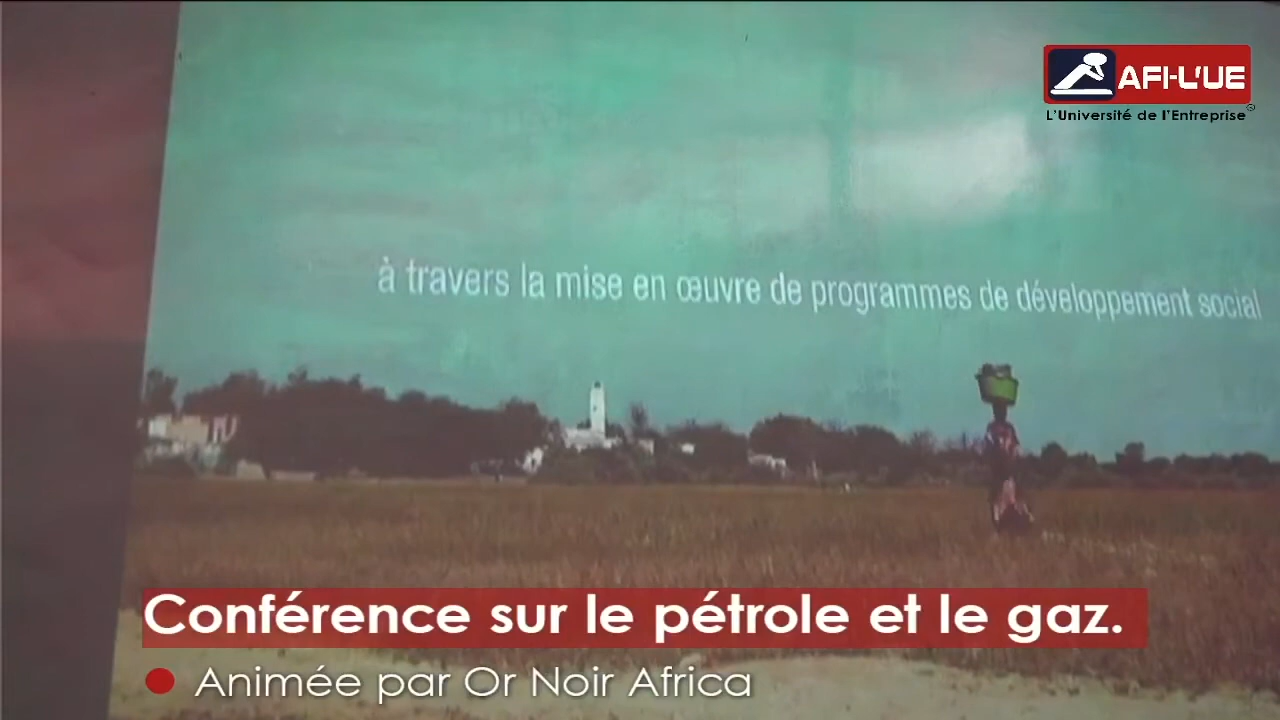 AFI-L'UE
L'Université de l'Entreprise®
à travers la mise en œuvre de programmes de développement social
Conférence sur le pétrole et le gaz.
Animée par Or Noir Africa